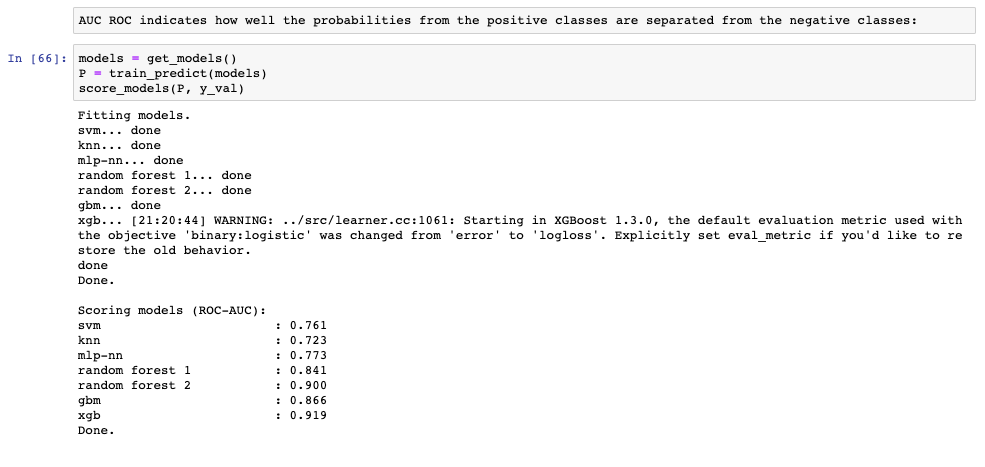 AUC ROC indicates how well the probabilities from the positive classes are separated from the negative classes:
In [66]: models = get_models()
P = train_predict(models)
score_models(P, y_val)
Fitting models.
svm... done
knn... done
mlp-nn... done
random forest 1... done
random forest 2... done
gbm... done
xgb... [21:20:44] WARNING: ../src/learner.cc:1061: Starting in XGBoost 1.3.0, the default evaluation metric used with
the objective 'binary:logistic' was changed from 'error' to 'logloss'. Explicitly set eval_metric if you'd like to re
store the old behavior.
done
Done.
Scoring models (ROC-AUC):
svm : 0.761
knn : 0.723
mlp-nn : 0.773
random forest 1 : 0.841
random forest 2 : 0.900
gbm : 0.866
xgb : 0.919
Done.